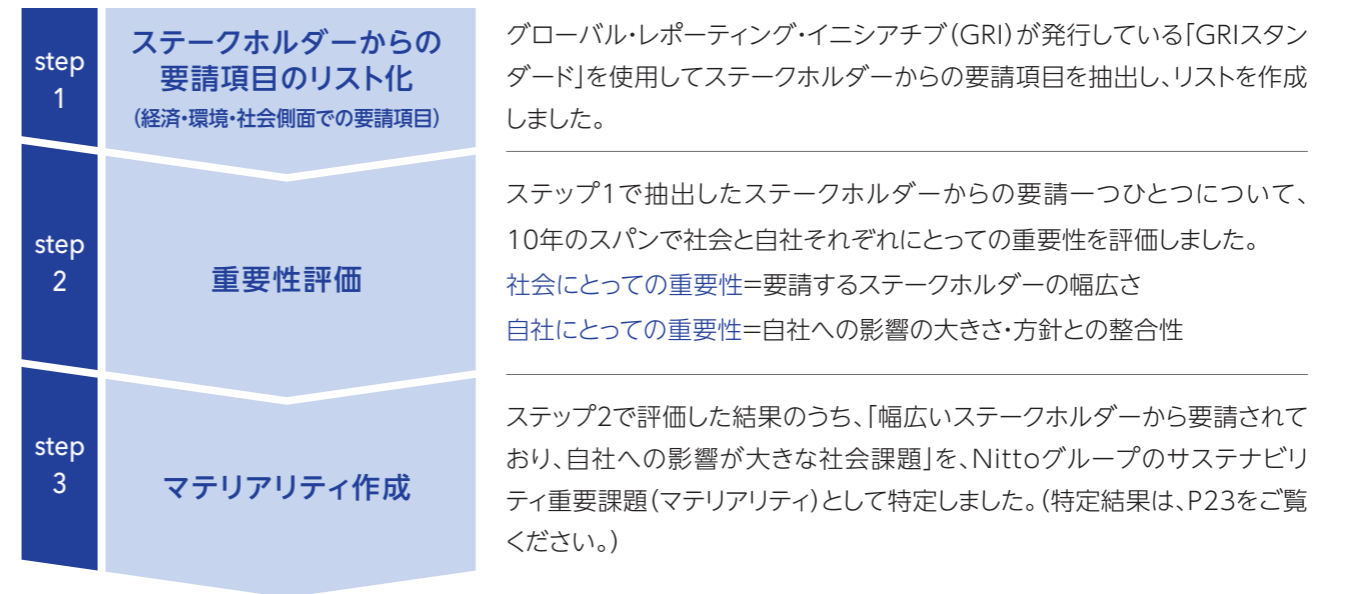 step
1
ステークホルダーからの
要請項目のリスト化
(経済・環境・社会側面での要請項目)
グローバル・レポーティング・イニシアチブ(GRI)が発行している「GRIスタン
ダード」を使用してステークホルダーからの要請項目を抽出し、リストを作成
しました。
step
2
重要性評価
ステップ1で抽出したステークホルダーからの要請一つひとつについて、
10年のスパンで社会と自社それぞれにとっての重要性を評価しました。
社会にとっての重要性=要請するステークホルダーの幅広さ
自社にとっての重要性=自社への影響の大きさ・方針との整合性
step
3
マテリアリティ作成
ステップ2で評価した結果のうち、「幅広いステークホルダーから要請されて
おり、自社への影響が大きな社会課題」を、Nittoグループのサステナビリ
ティ重要課題(マテリアリティ)として特定しました。(特定結果は、P23をご覧
ください。)